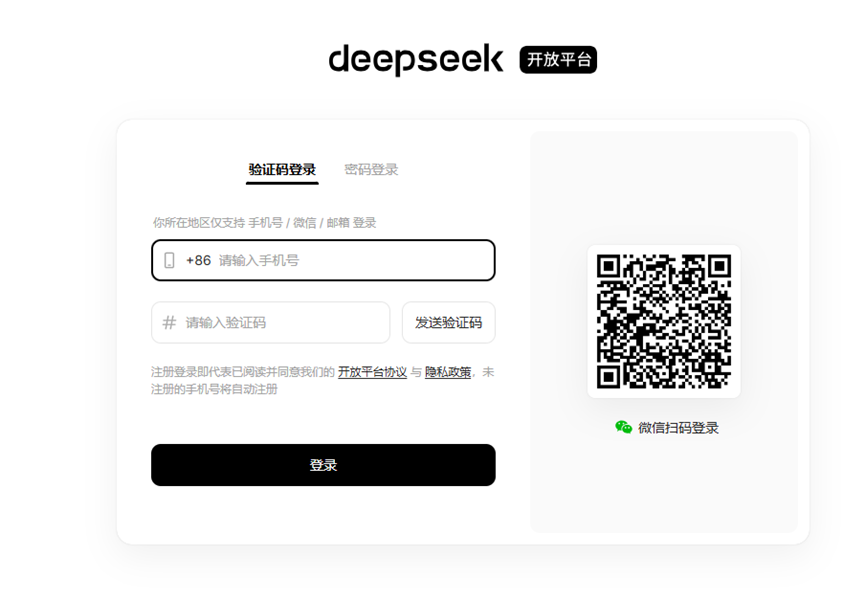 deepseek 开放平台
验证码登录 密码登录
你所在地区仅支持 手机号 / 微信 / 邮箱 登录
+86 请输入手机号
# 请输入验证码 发送验证码
注册登录即代表已阅读并同意我们的 开放平台协议 与 隐私政策，未
注册的手机号将自动注册
登录
微信扫码登录